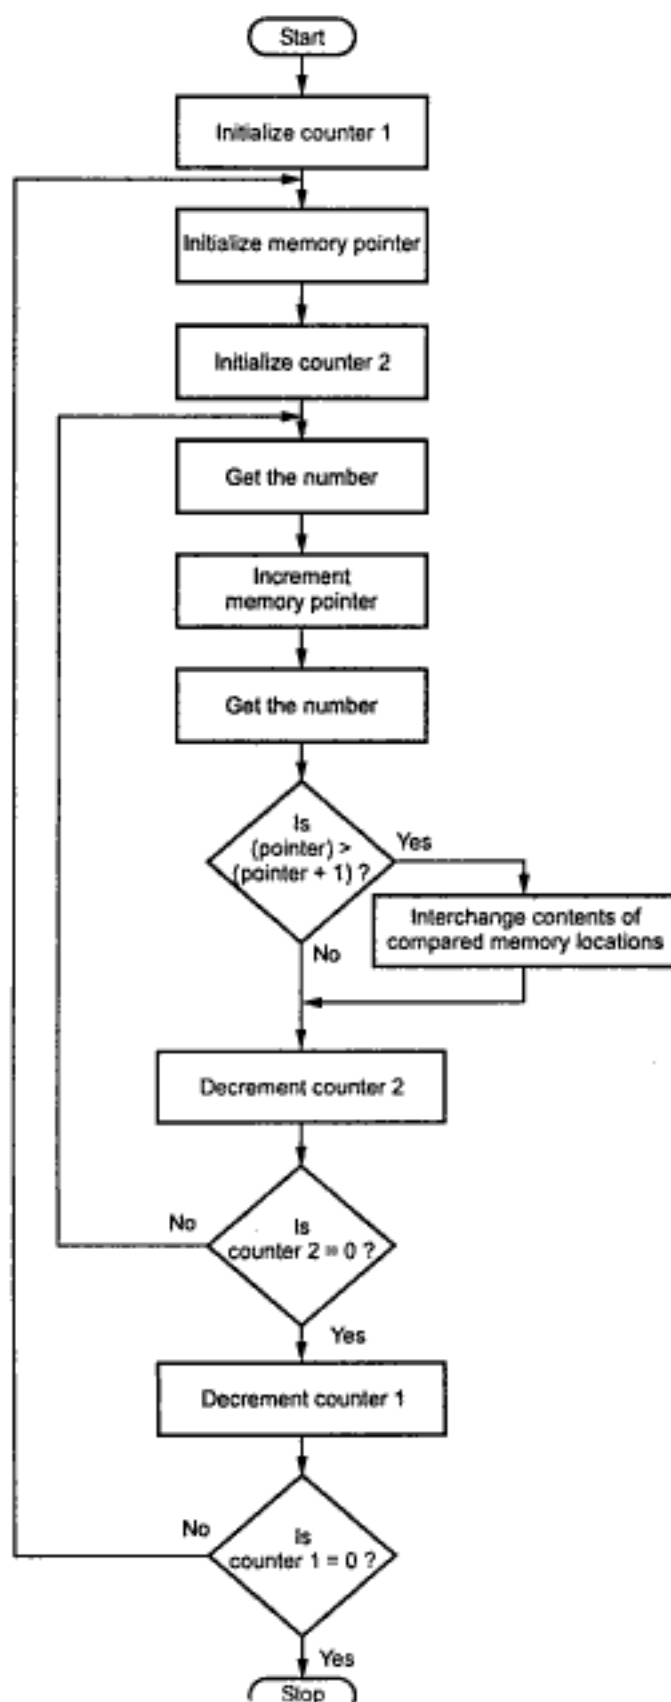 Start
Initialize counter 1
Initialize memory pointer
Initialize counter 2
Get the number
Increment
memory pointer
Get the number
Is
(pointer) >
(pointer + 1) ?
Yes
Interchange contents of
compared memory locations
No
Decrement counter 2
No
Is
counter 2 = 0 ?
Yes
Decrement counter 1
No
Is
counter 1 = 0 ?
Yes
Stop